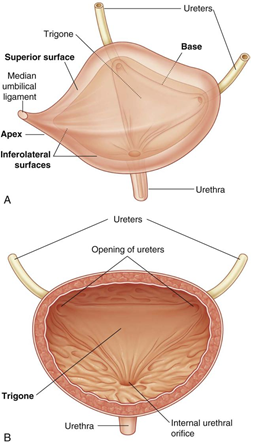 Ureters
Trigone
Base
Superior surface
Median
umbilical
ligament
Apex
Inferolateral
surfaces
Urethra
A
Ureters
Opening of ureters
Trigone
Urethra
Internal urethral
orifice
B